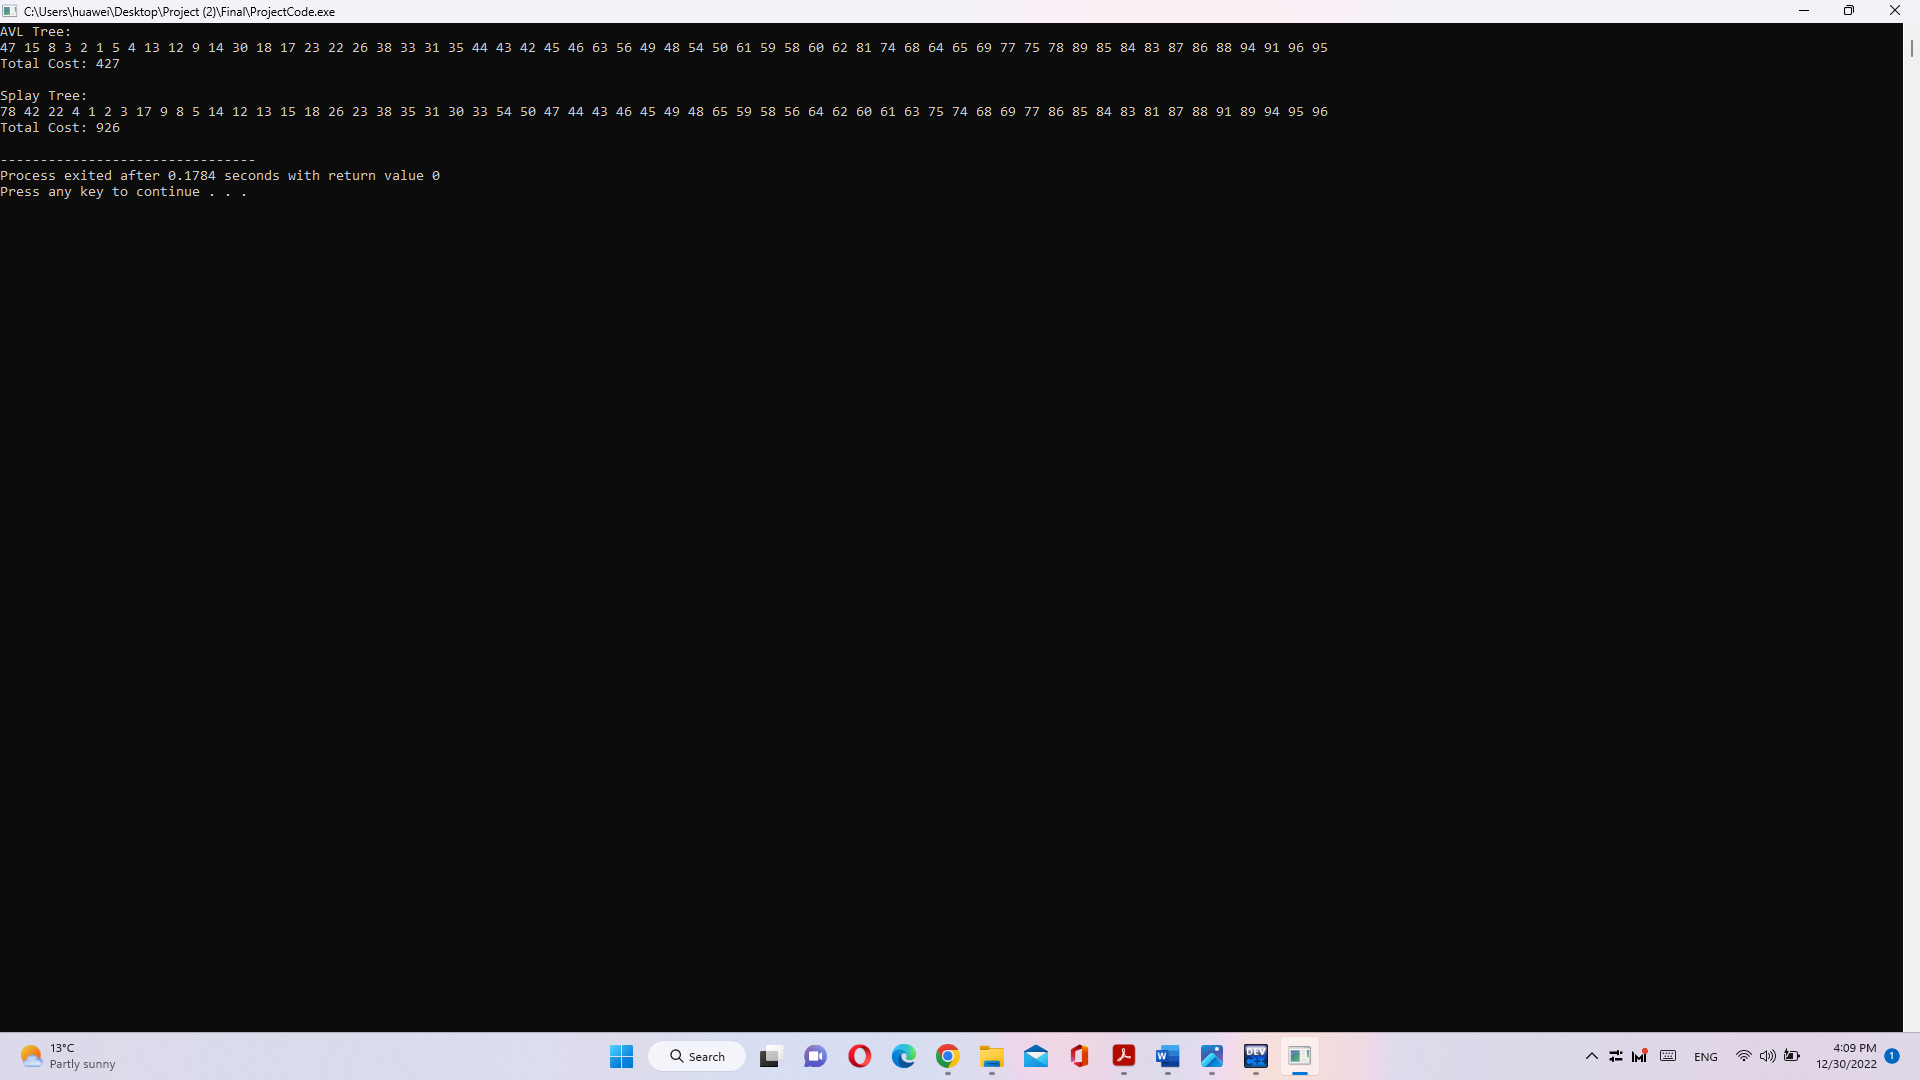 C:\Users\huawei\Desktop\Project (2)\Final\ProjectCode.exe
AVL Tree:
47 15 8 3 2 1 5 4 13 12 9 14 30 18 17 23 22 26 38 33 31 35 44 43 42 45 46 63 56 49 48 54 50 61 59 58 60 62 81 74 68 64 65 69 77 75 78 89 85 84 83 87 86 88 94 91 96 95
Total Cost: 427
Splay Tree:
78 42 22 4 1 2 3 17 9 8 5 14 12 13 15 18 26 23 38 35 31 30 33 54 50 47 44 43 46 45 49 48 65 59 58 56 64 62 60 61 63 75 74 68 69 77 86 85 84 83 81 87 88 91 89 94 95 96
Total Cost: 926
--------------------------------
Process exited after 0.1784 seconds with return value 0
Press any key to continue . . .
13°C
Partly sunny
Search
W
DEV
ENG
4:09 PM
12/30/2022
1